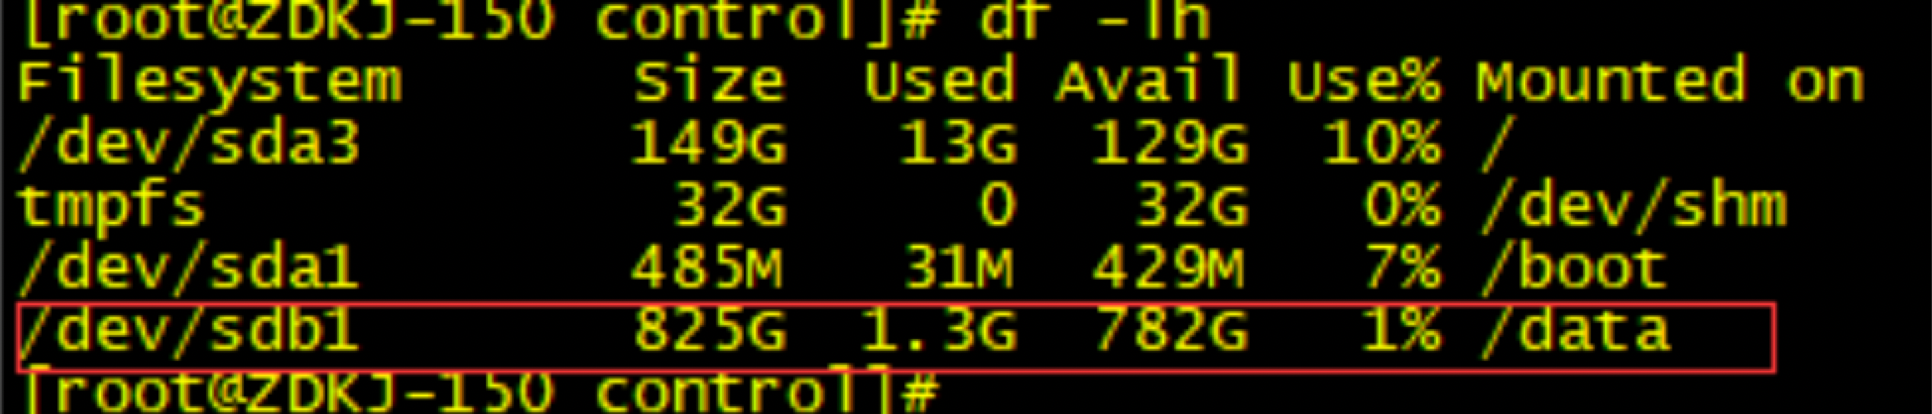 [root@ZDKJ-150 control]# df -lh
Filesystem Size Used Avail Use% Mounted on
/dev/sda3 149G 13G 129G 10% /
tmpfs 32G 0 32G 0% /dev/shm
/dev/sda1 485M 31M 429M 7% /boot
/dev/sdb1 825G 1.3G 782G 1% /data
[root@ZDKJ-150 control]#